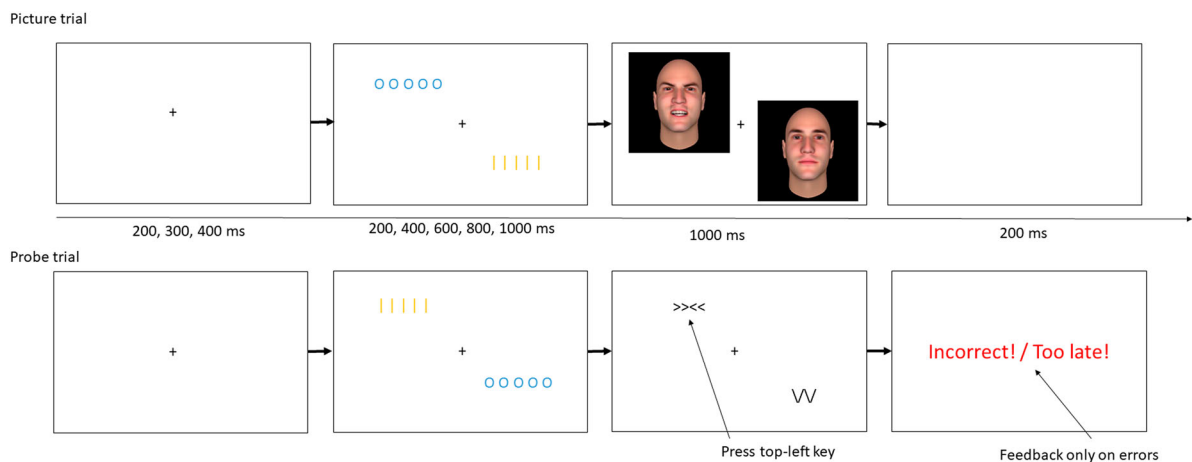 Picture trial
+
O O O O O
+
| | | | |
+
200, 300, 400 ms
200, 400, 600, 800, 1000 ms
1000 ms
200 ms
Probe trial
+
| | | | |
+
O O O O O
>><<
+
\/\/
Incorrect! / Too late!
Press top-left key
Feedback only on errors